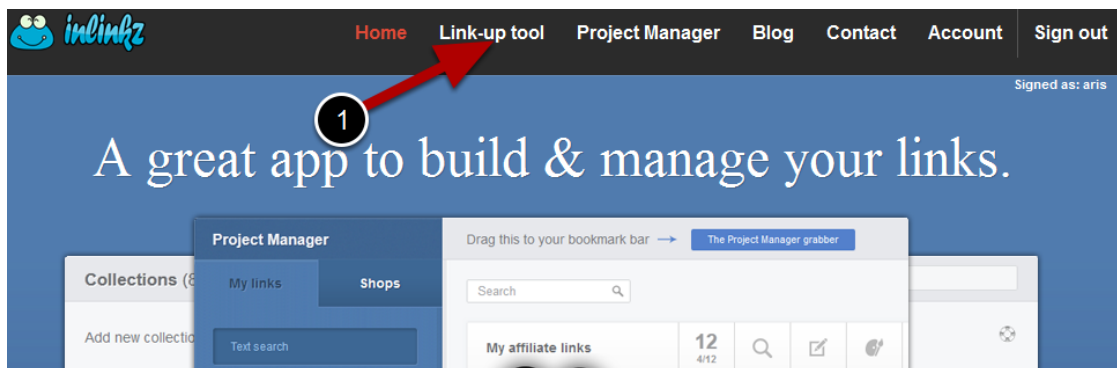 inlinkz
Home Link-up tool Project Manager Blog Contact Account Sign out
Signed as: aris
1
A great app to build & manage your links.
Project Manager
Drag this to your bookmark bar → The Project Manager grabber
Collections (8
My links Shops
Search
Add new collectio
Text search
My affiliate links
12
4/12